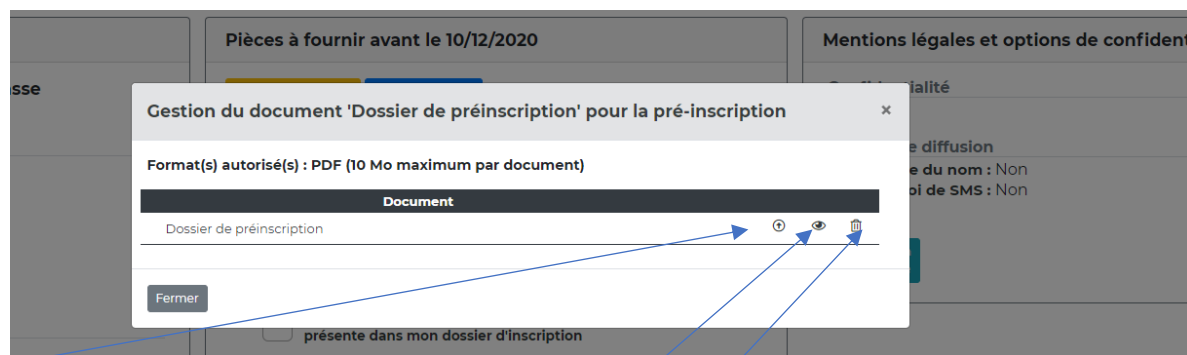 Pièces à fournir avant le 10/12/2020
Mentions légales et options de confident
sse
ialité
Gestion du document 'Dossier de préinscription' pour la pré-inscription ×
e diffusion
Format(s) autorisé(s) : PDF (10 Mo maximum par document)
e du nom : Non
oi de SMS : Non
Document
Dossier de préinscription
Fermer
présente dans mon dossier d'inscription